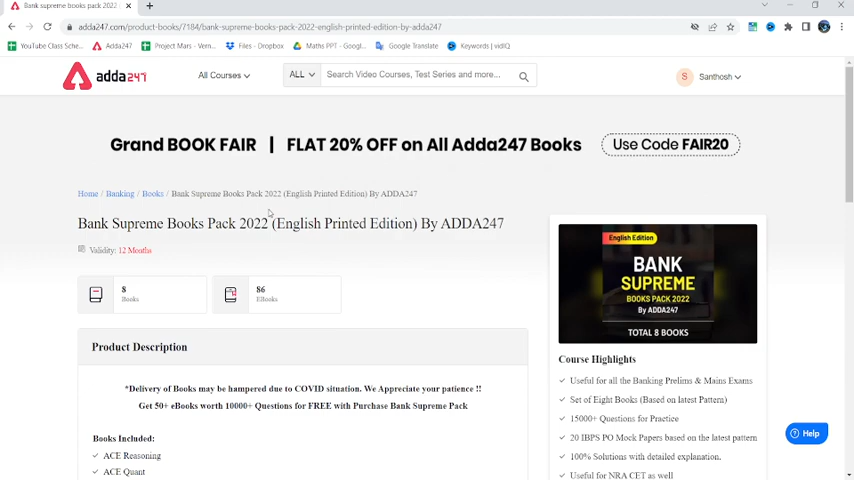 Bank supreme books pack 2022
adda247.com/product-books/7184/bank-supreme-books-pack-2022-english-printed-edition-by-adda247
YouTube Class Sche...
Adda247
Project Mars - Vern...
Files - Dropbox
Maths PPT - Googl...
Google Translate
Keywords | vidIQ
adda247
All Courses
ALL
Search Video Courses, Test Series and more...
S
Santhosh
Grand BOOK FAIR | FLAT 20% OFF on All Adda247 Books
Use Code FAIR20
Home / Banking / Books / Bank Supreme Books Pack 2022 (English Printed Edition) By ADDA247
Bank Supreme Books Pack 2022 (English Printed Edition) By ADDA247
Validity: 12 Months
8
Books
86
EBooks
Product Description
*Delivery of Books may be hampered due to COVID situation. We Appreciate your patience !!
Get 50+ eBooks worth 10000+ Questions for FREE with Purchase Bank Supreme Pack
Books Included:
ACE Reasoning
ACE Quant
English Edition
BANK
SUPREME
BOOKS PACK 2022
By ADDA247
TOTAL 8 BOOKS
Course Highlights
Useful for all the Banking Prelims & Mains Exams
Set of Eight Books (Based on latest Pattern)
15000+ Questions for Practice
20 IBPS PO Mock Papers based on the latest pattern
100% Solutions with detailed explanation.
Useful for NRA CET as well
Help